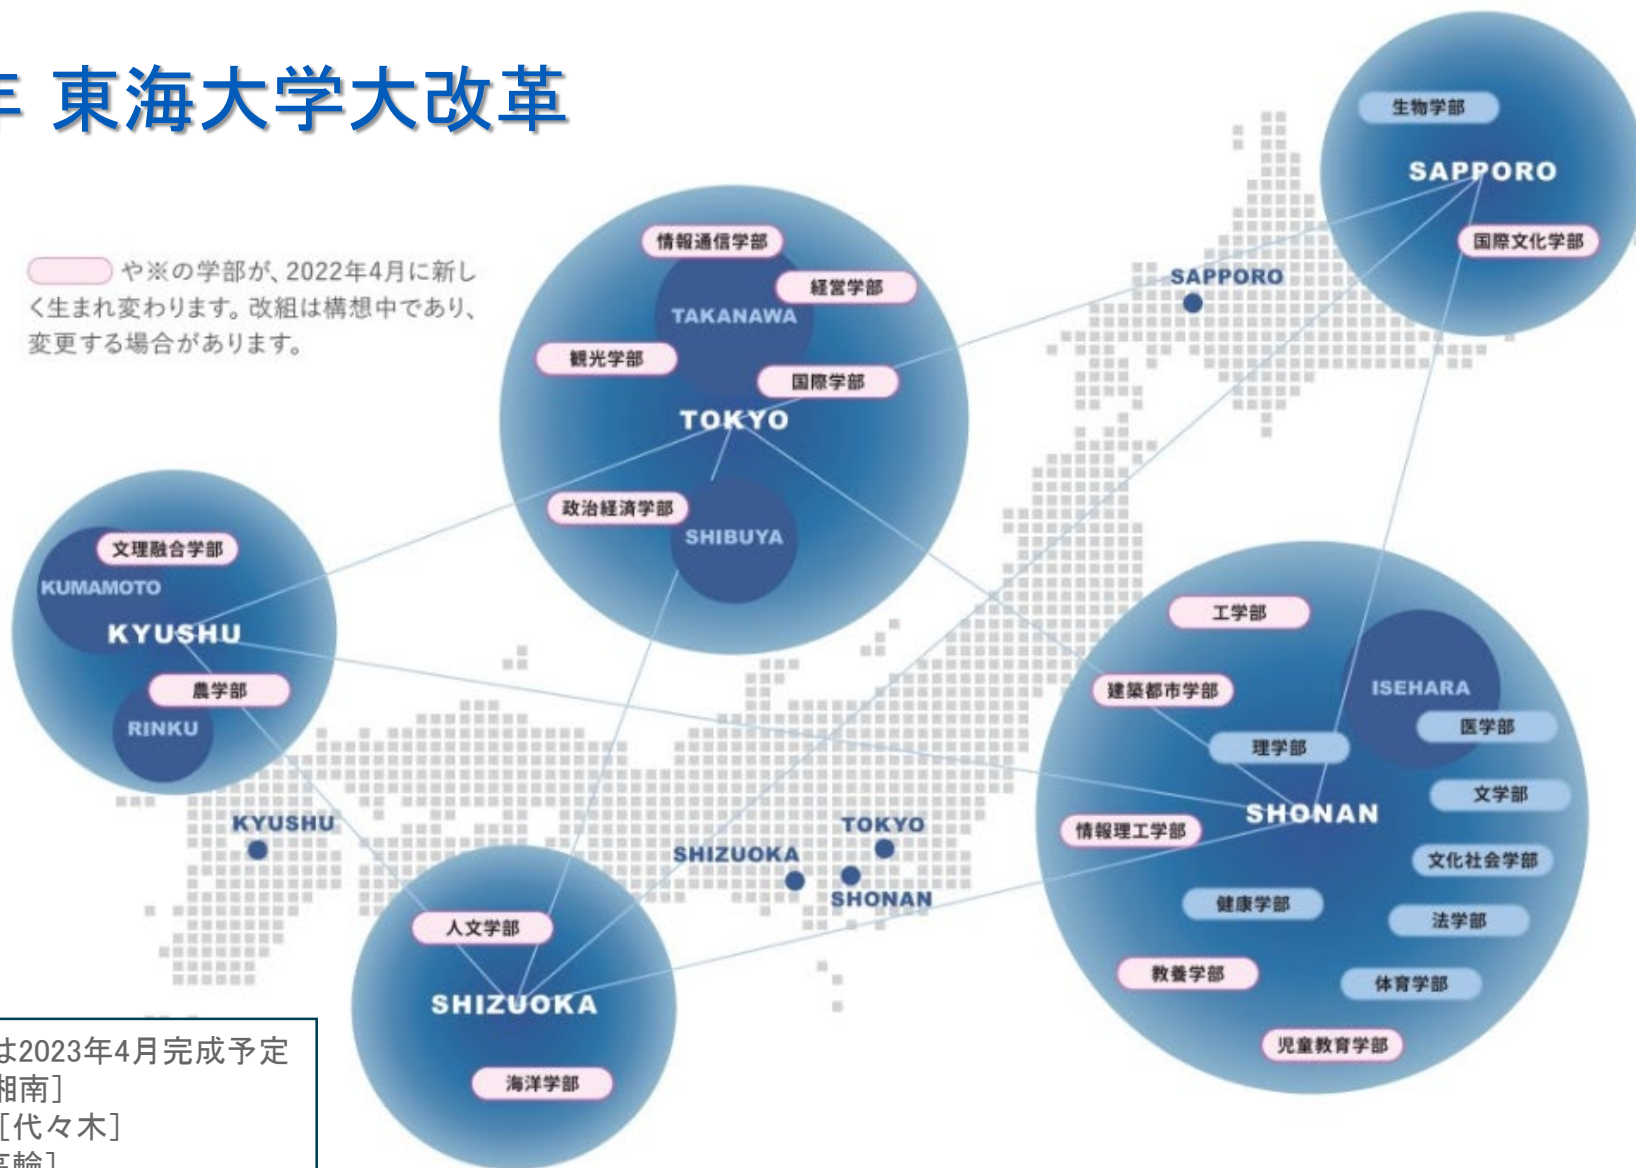 年 東海大学大改革
や※の学部が、2022年4月に新し
く生まれ変わります。改組は構想中であり、
変更する場合があります。
生物学部
SAPPORO
国際文化学部
SAPPORO
情報通信学部
経営学部
TAKANAWA
観光学部
国際学部
TOKYO
政治経済学部
SHIBUYA
文理融合学部
KUMAMOTO
KYUSHU
農学部
RINKU
工学部
ISEHARA
建築都市学部
医学部
理学部
文学部
SHONAN
情報理工学部
文化社会学部
健康学部
法学部
教養学部
体育学部
児童教育学部
KYUSHU
TOKYO
SHIZUOKA
SHONAN
人文学部
SHIZUOKA
海洋学部
は2023年4月完成予定
湘南］
［代々木］
高輪］